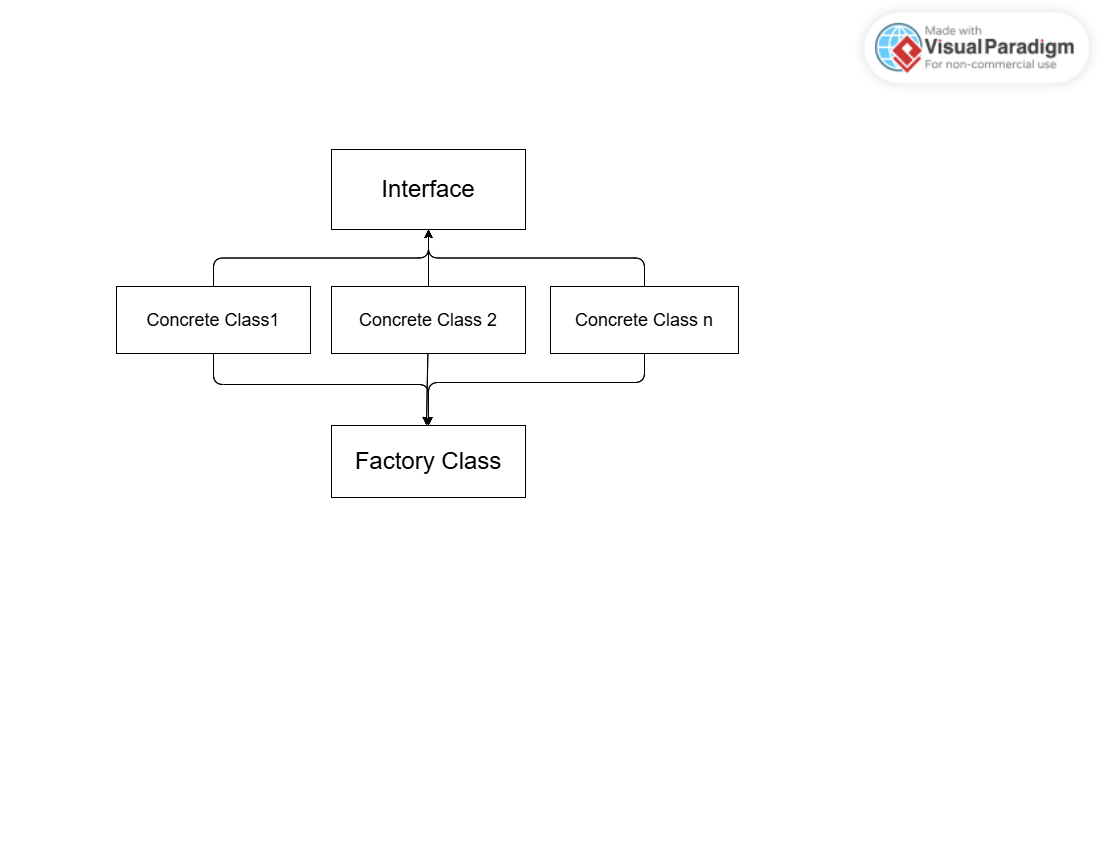 Made with
Visual Paradigm
For non-commercial use
Interface
Concrete Class1
Concrete Class 2
Concrete Class n
Factory Class